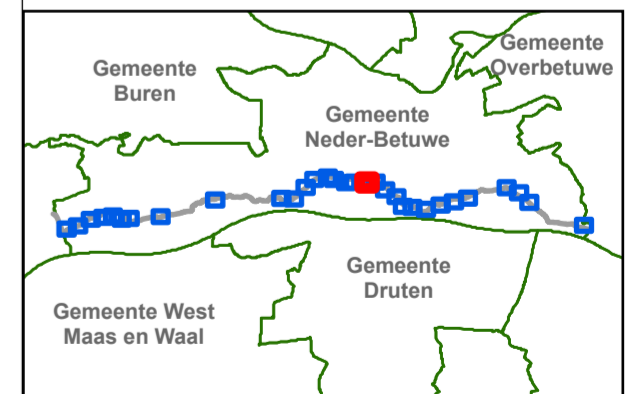 Gemeente
Overbetuwe
Gemeente
Buren
Gemeente
Neder-Betuwe
Gemeente
Druten
Gemeente West
Maas en Waal